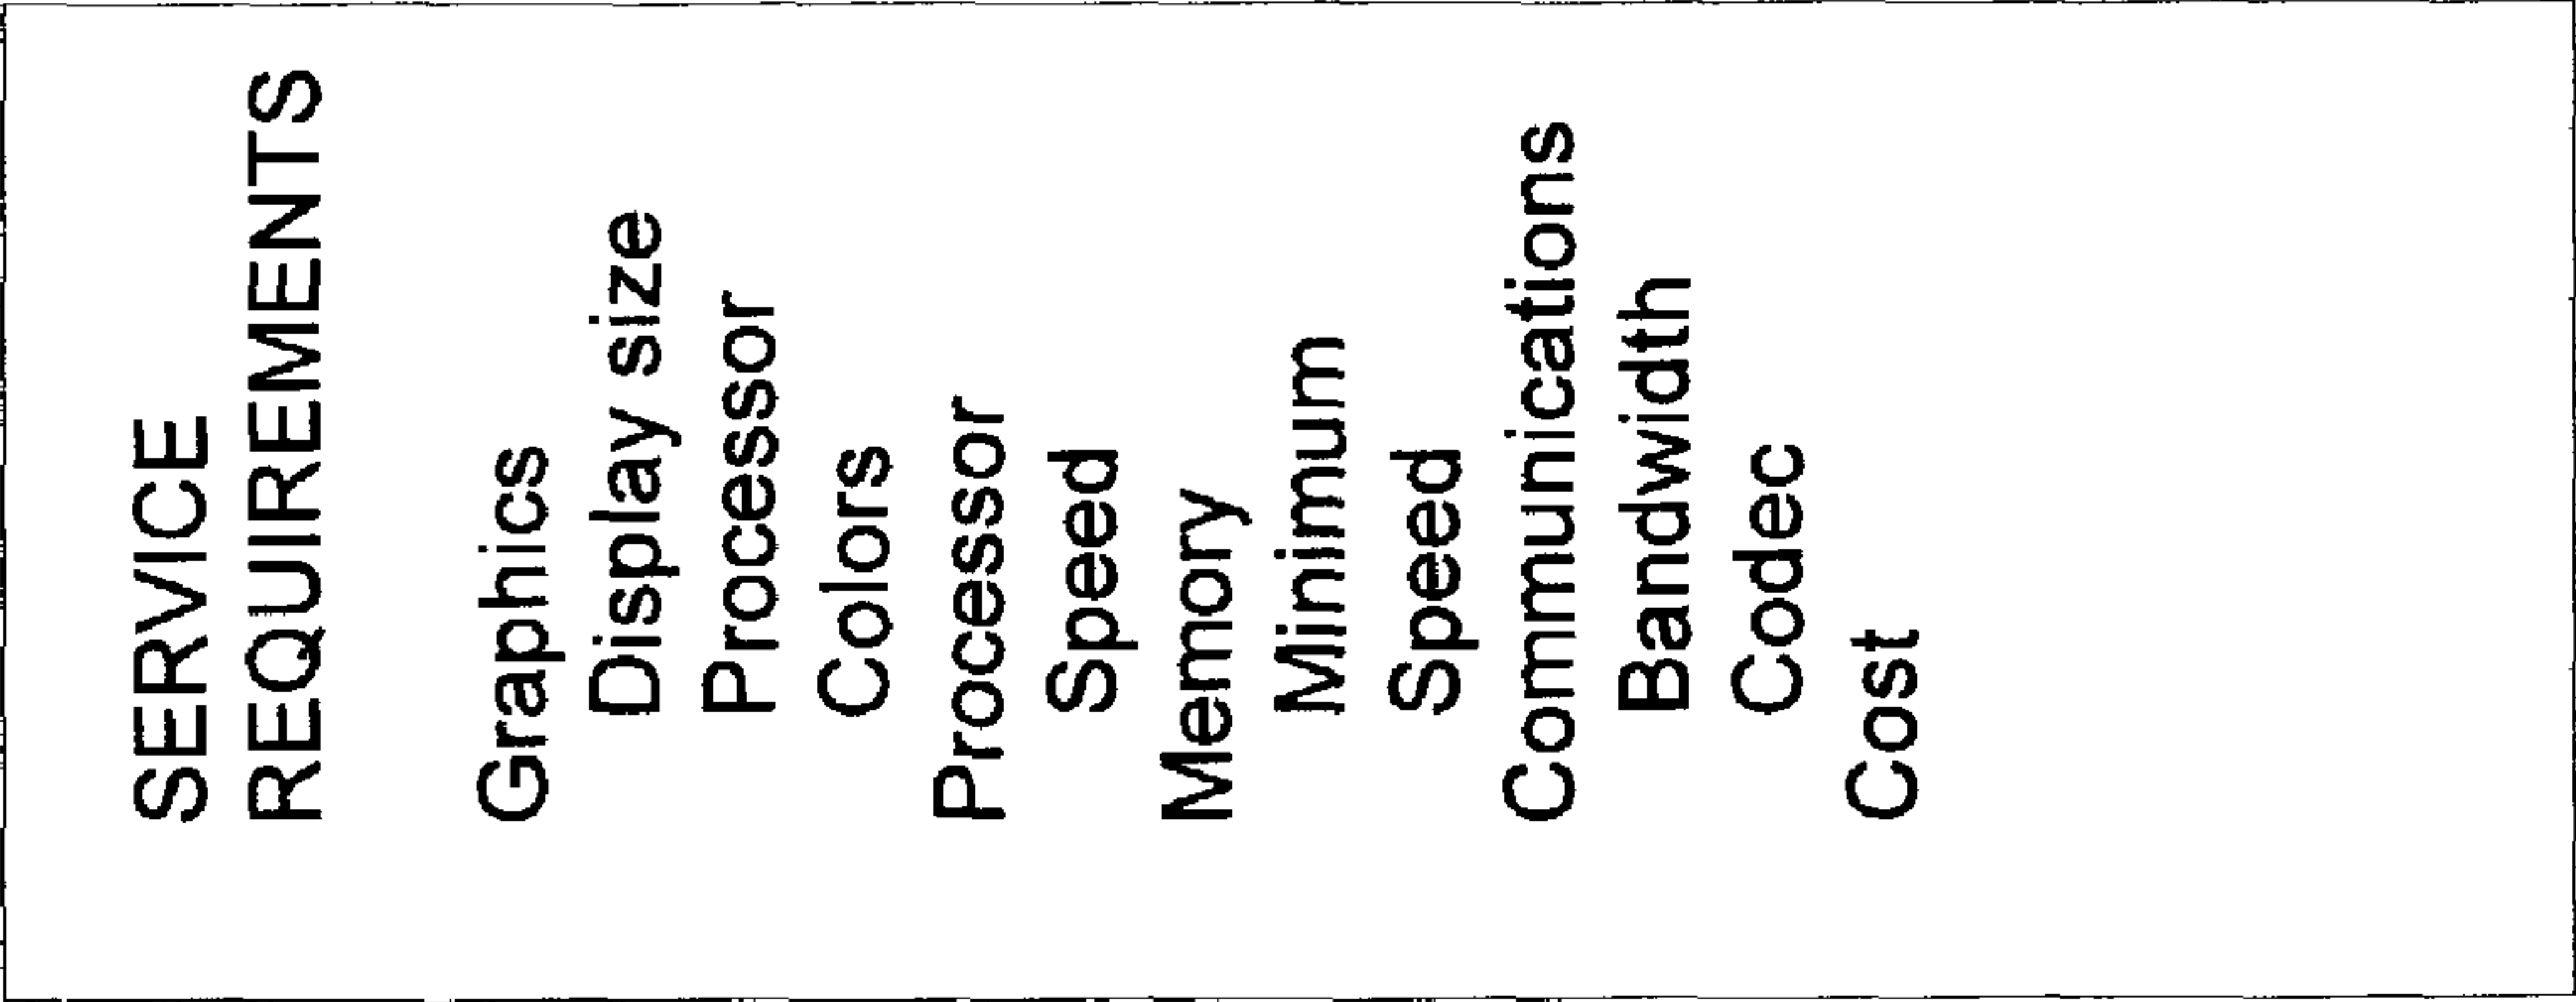 SERVICE
REQUIREMENTS
Graphics
Display size
Processor
Colors
Processor
Speed
Memory
Minimum
Speed
Communications
Bandwidth
Codec
Cost